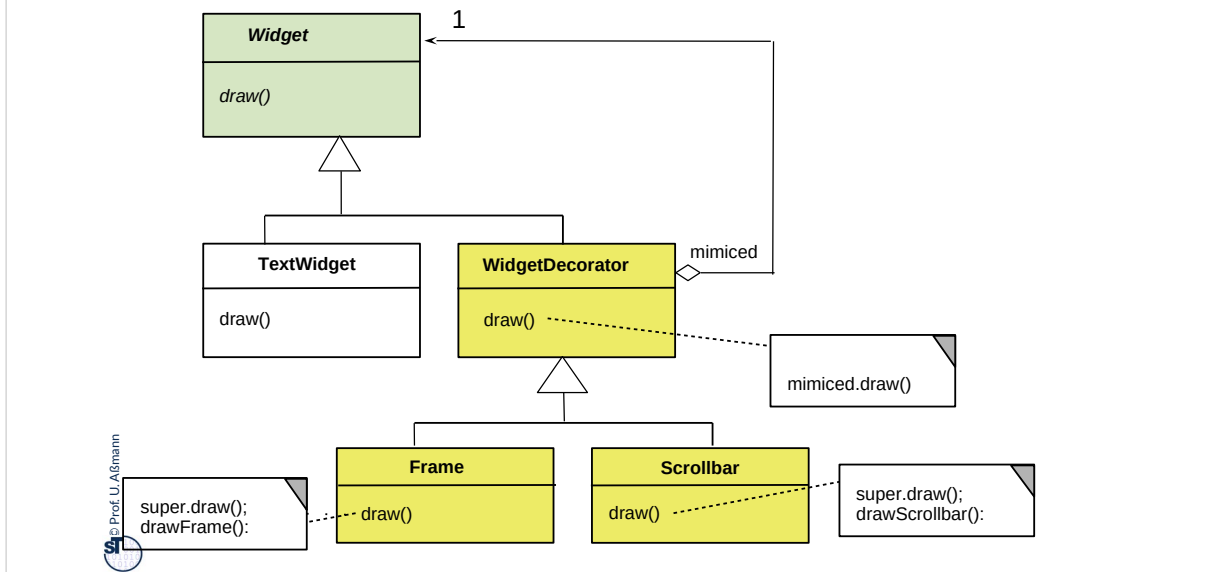 1
Widget
draw()
mimiced
TextWidget
WidgetDecorator
draw()
draw()
mimiced.draw()
Frame
Scrollbar
super.draw();
drawFrame():
draw()
draw()
super.draw();
drawScrollbar():
© Prof. U. Aßmann
ST